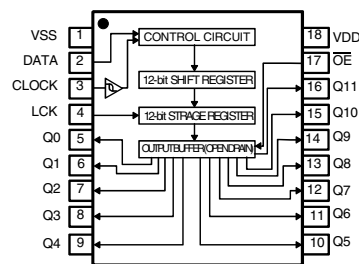 VSS 1 CONTROL CIRCUIT 18 VDD
DATA 2 17 OE
CLOCK 3 12-bit SHIFT REGISTER 16 Q11
LCK 4 12-bit STRAGE REGISTER 15 Q10
Q0 5 OUTPUTBUFFER(OPENDRAIN) 14 Q9
Q1 6 13 Q8
Q2 7 12 Q7
Q3 8 11 Q6
Q4 9 10 Q5